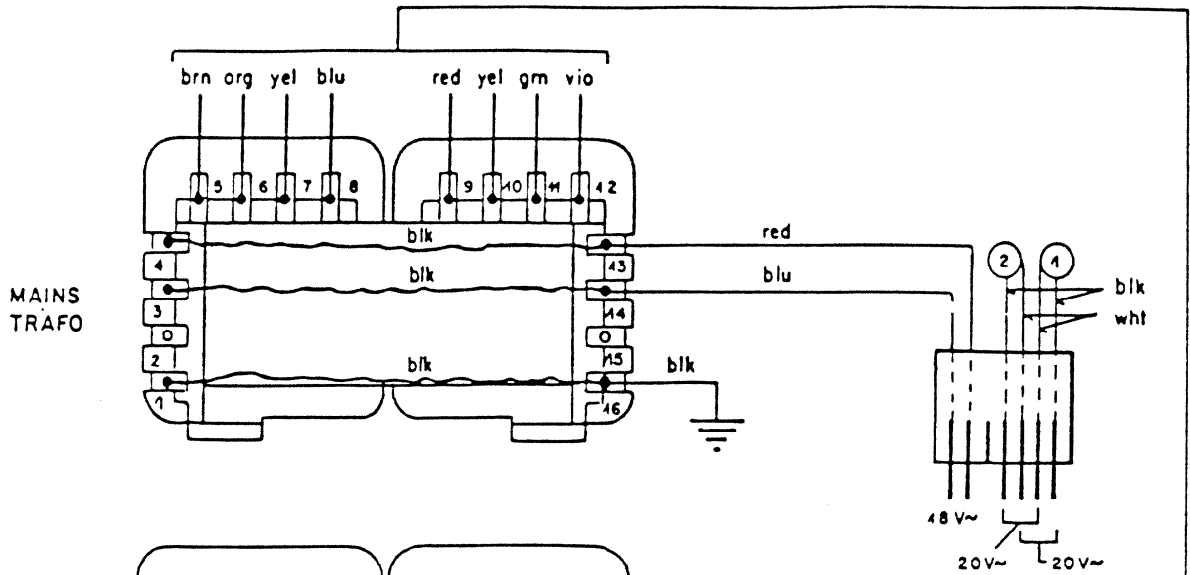 brn org yel blu red yel grn vio
5 6 7 8 9 10 11 12
blk
red
4 13
2 1
blk
blu
blk
MAINS
TRAFO
3 14
wht
0 0
2 15
blk
blk
1 16
18 V~
20V~ 20V~